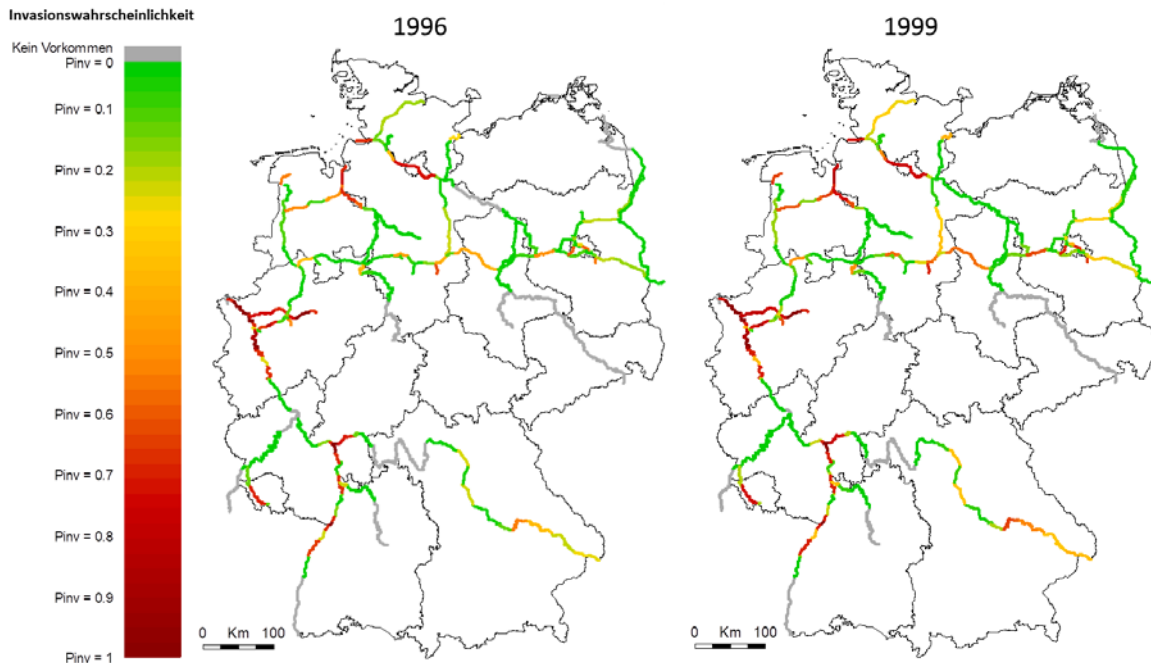 Invasionswahrscheinlichkeit
1996
1999
Kein Vorkommen
Pinv = 0
Pinv = 0.1
Pinv = 0.2
Pinv = 0.3
Pinv = 0.4
Pinv = 0.5
Pinv = 0.6
Pinv = 0.7
Pinv = 0.8
Pinv = 0.9
Pinv = 1
0 Km 100
0 Km 100